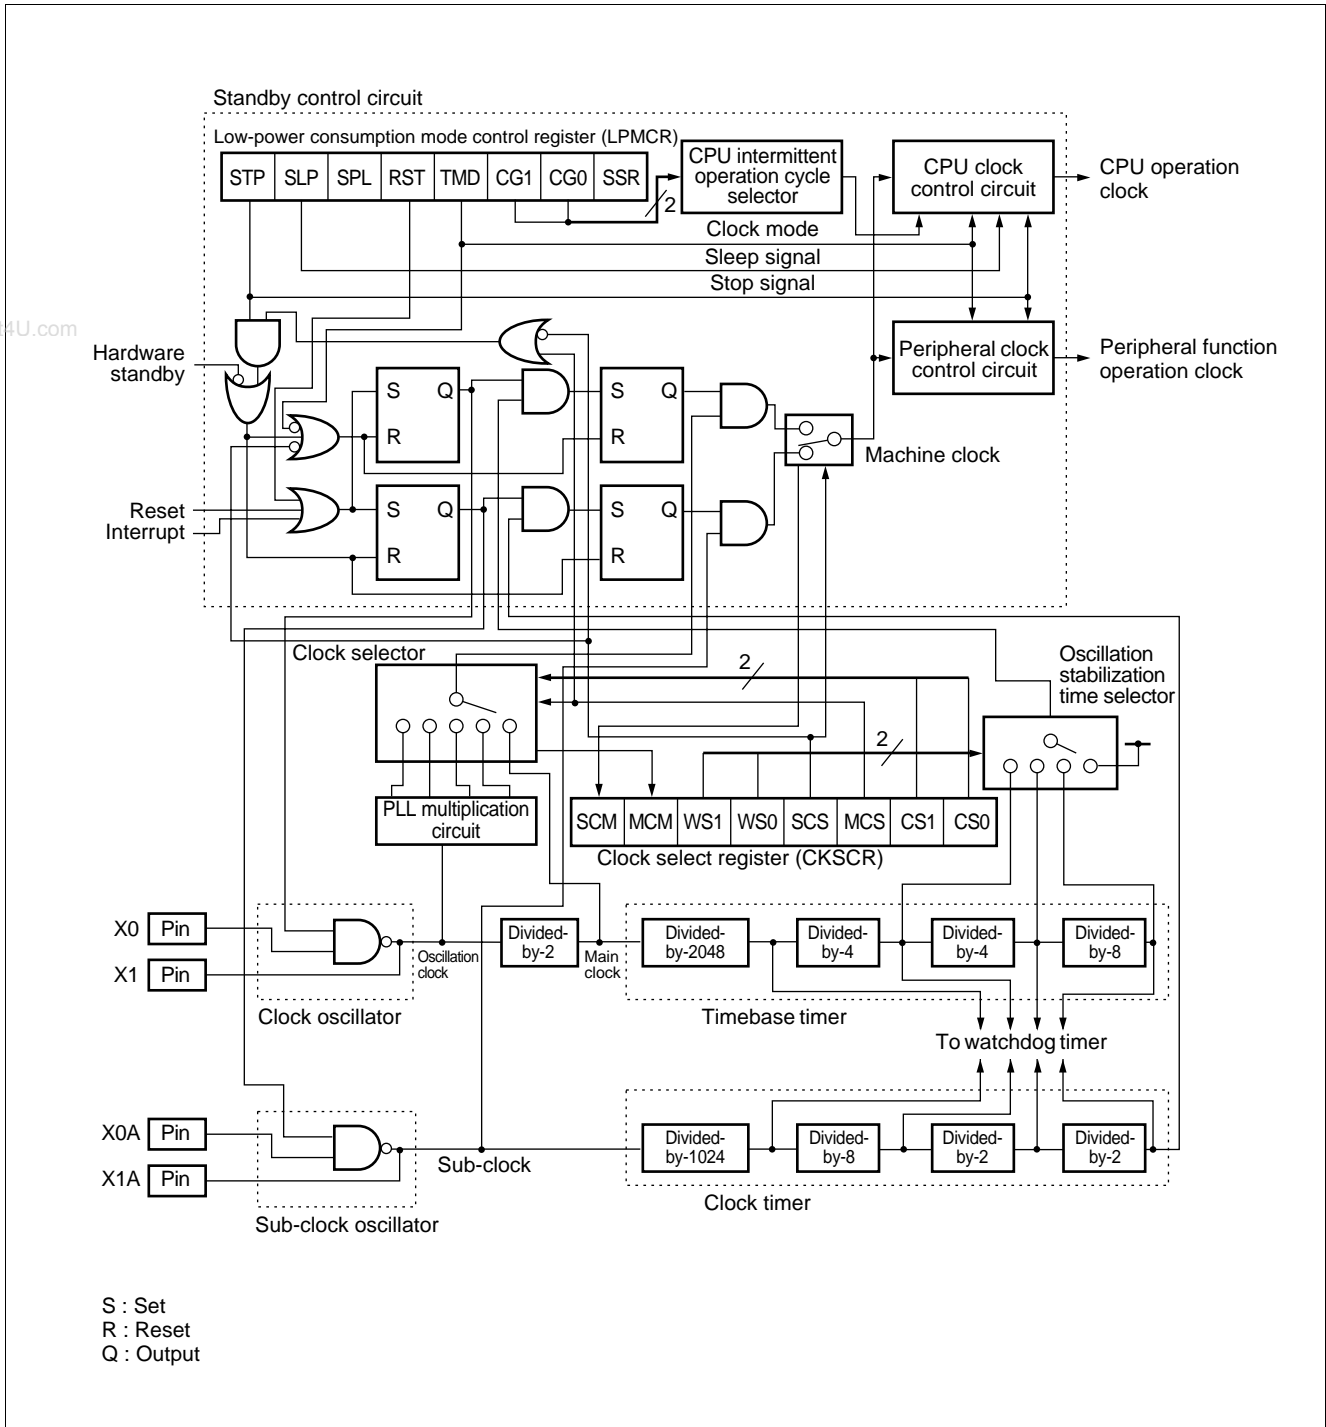 Standby control circuit
Low-power consumption mode control register (LPMCR)
STP SLP SPL RST TMD CG1 CG0 SSR
2
CPU intermittent
operation cycle
selector
CPU clock
control circuit
CPU operation
clock
Clock mode
Sleep signal
Stop signal
t4U.com
Hardware
standby
Peripheral clock
control circuit
Peripheral function
operation clock
S Q
R
S Q
R
Machine clock
Reset
Interrupt
S Q
R
S Q
R
Clock selector
2
Oscillation
stabilization
time selector
2
PLL multiplication
circuit
SCM MCM WS1 WS0 SCS MCS CS1 CS0
Clock select register (CKSCR)
X0 Pin
X1 Pin
Oscillation
clock
Divided-
by-2
Main
clock
Divided-
by-2048
Divided-
by-4
Divided-
by-4
Divided-
by-8
Clock oscillator
Timebase timer
To watchdog timer
X0A Pin
X1A Pin
Sub-clock
Divided-
by-1024
Divided-
by-8
Divided-
by-2
Divided-
by-2
Clock timer
Sub-clock oscillator
S : Set
R : Reset
Q : Output